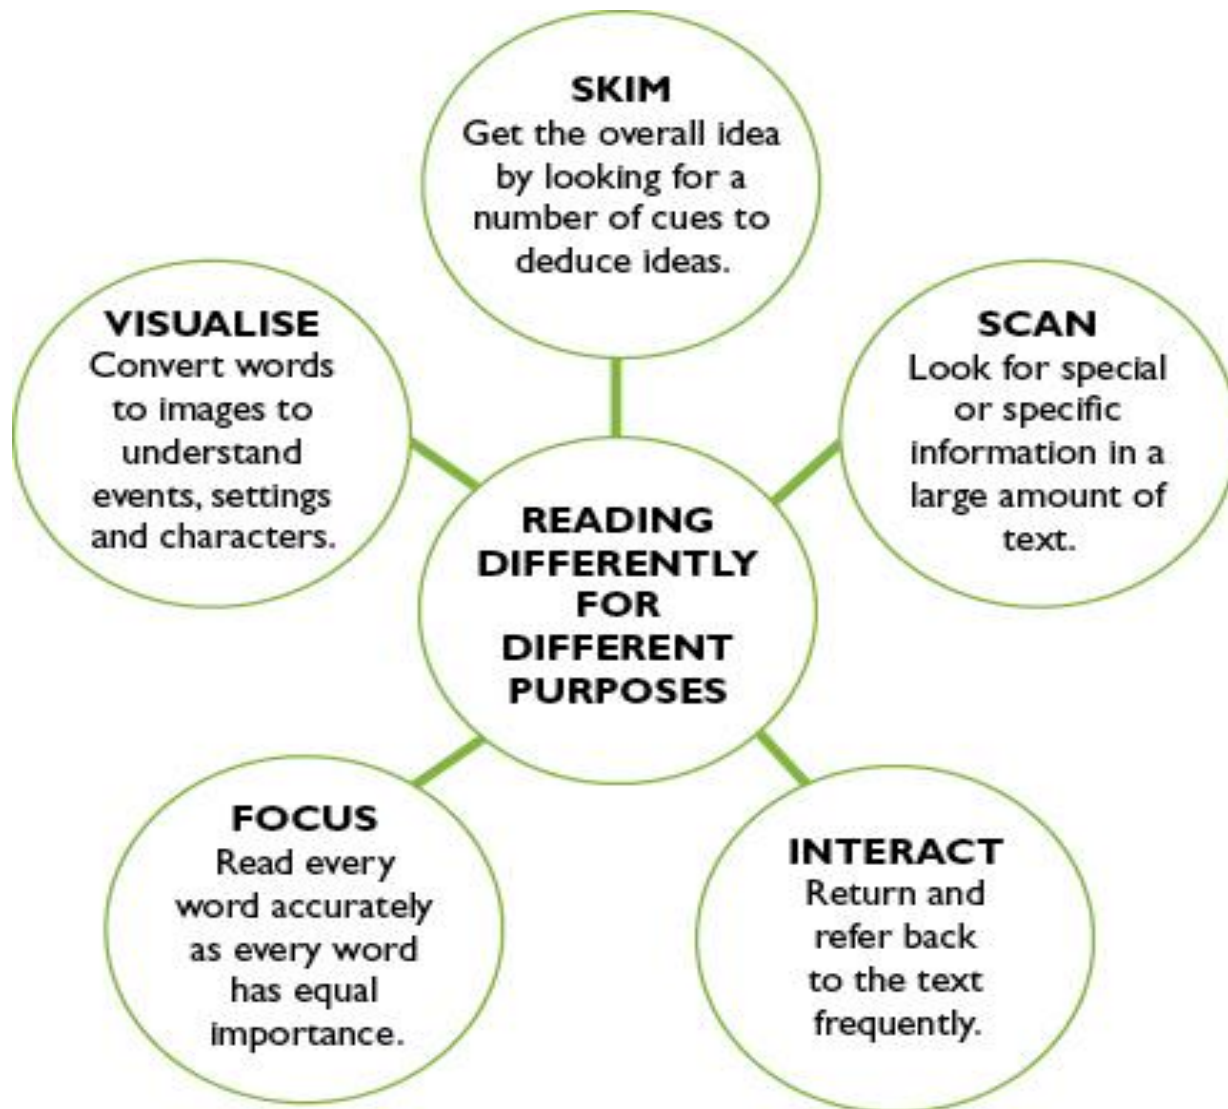 SKIM
Get the overall idea
by looking for a
number of cues to
deduce ideas.
VISUALISE
Convert words
to images to
understand
events, settings
and characters.
SCAN
Look for special
or specific
information in a
large amount of
text.
READING
DIFFERENTLY
FOR
DIFFERENT
PURPOSES
FOCUS
Read every
word accurately
as every word
has equal
importance.
INTERACT
Return and
refer back
to the text
frequently.